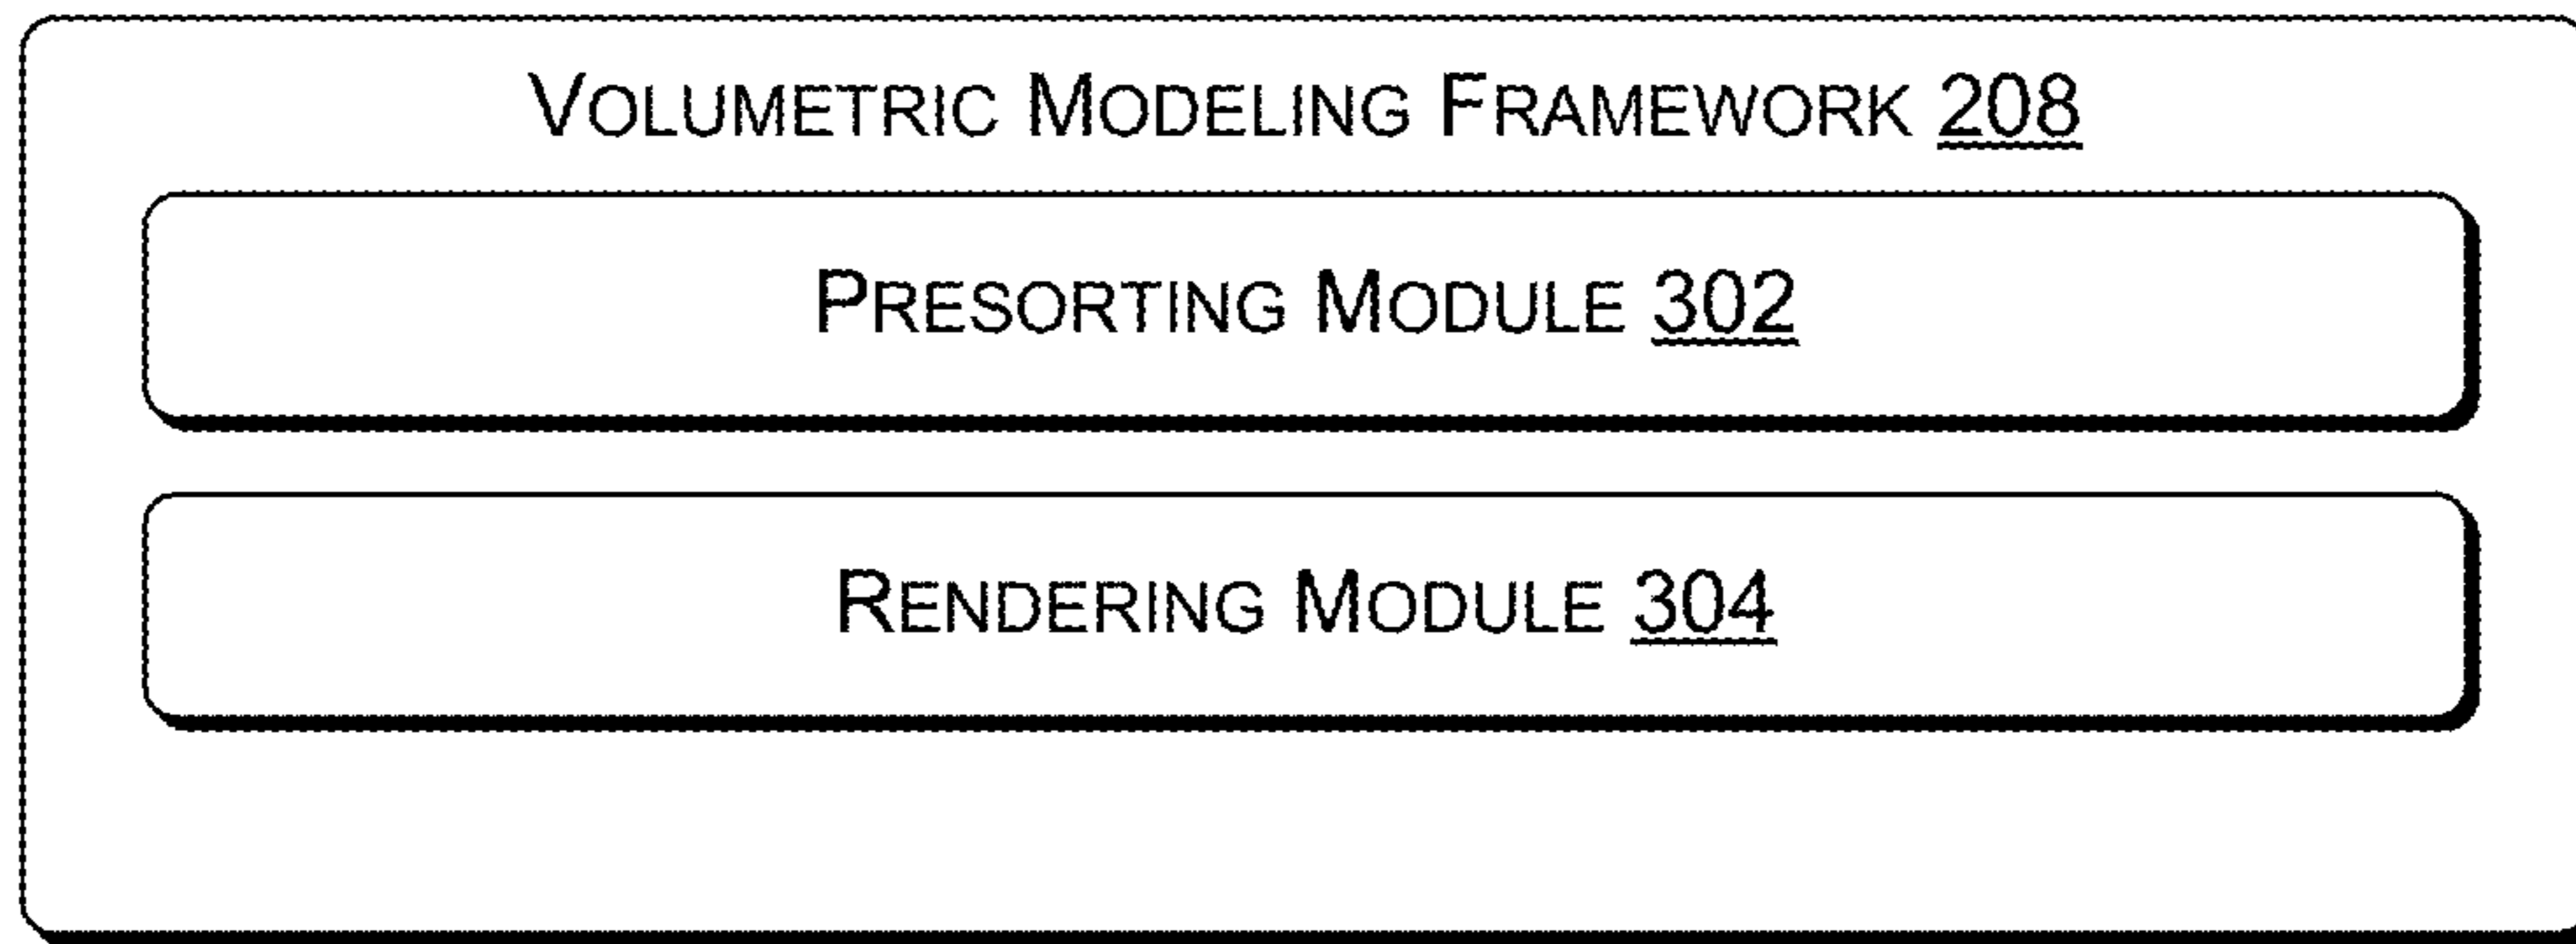 VOLUMETRIC MODELING FRAMEWORK 208
PRESORTING MODULE 302
RENDERING MODULE 304